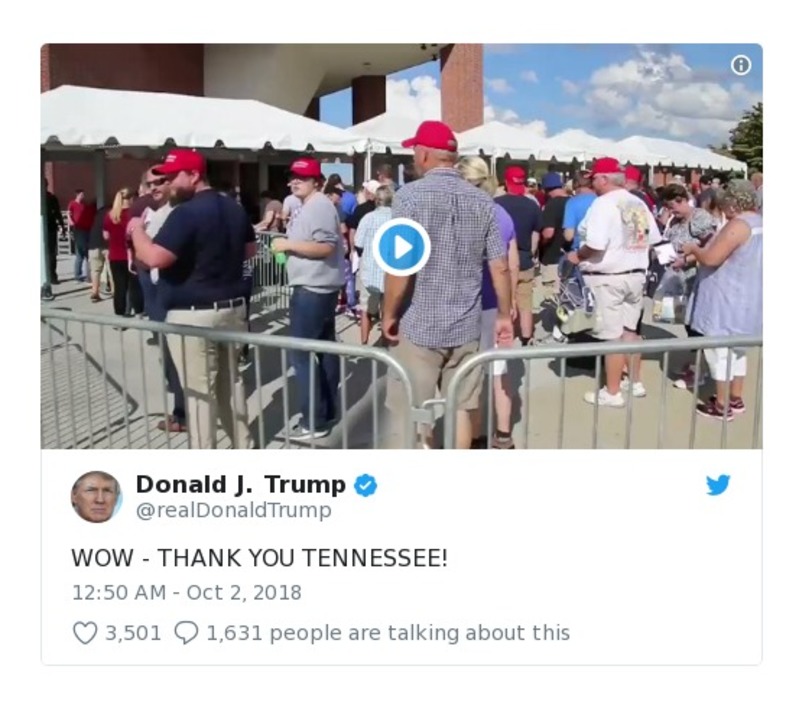 Donald J. Trump
@realDonaldTrump
WOW - THANK YOU TENNESSEE!
12:50 AM - Oct 2, 2018
3,501 1,631 people are talking about this